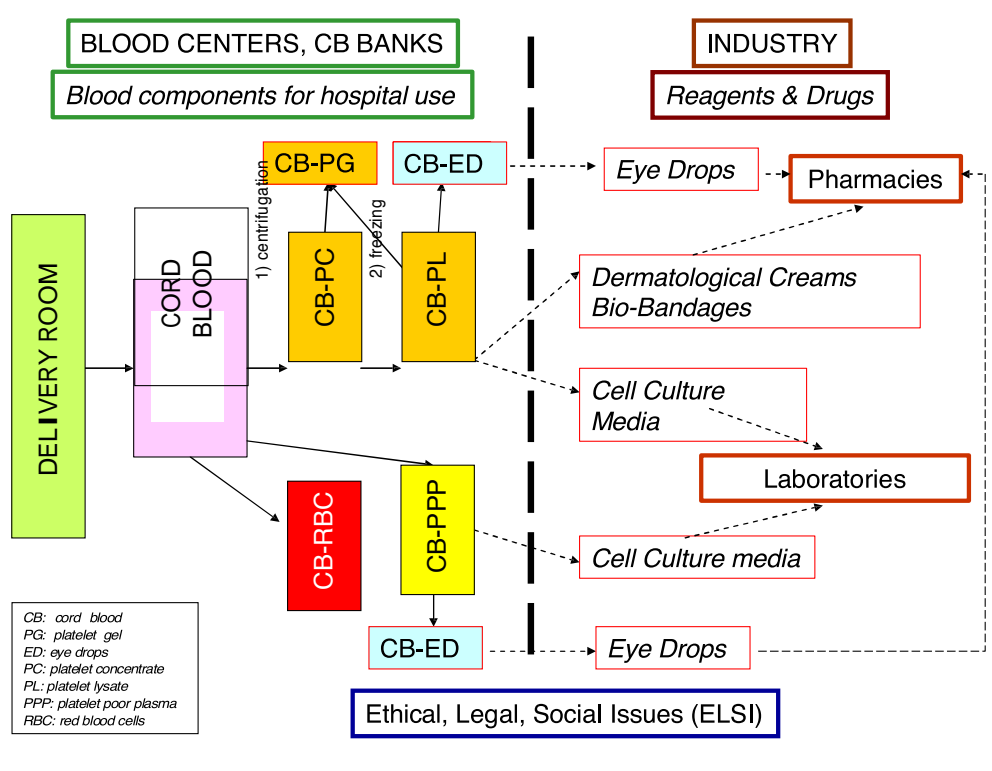 BLOOD CENTERS, CB BANKS
Blood components for hospital use
INDUSTRY
Reagents & Drugs
CB-PG
CB-ED
Eye Drops
Pharmacies
1) centrifugation
2) freezing
DELIVERY ROOM
CORD
BLOOD
CB-PC
CB-PL
Dermatological Creams
Bio-Bandages
Cell Culture
Media
Laboratories
CB-RBC
CB-PPP
Cell Culture media
CB-ED
Eye Drops
CB: cord blood
PG: platelet gel
ED: eye drops
PC: platelet concentrate
PL: platelet lysate
PPP: platelet poor plasma
RBC: red blood cells
Ethical, Legal, Social Issues (ELSI)